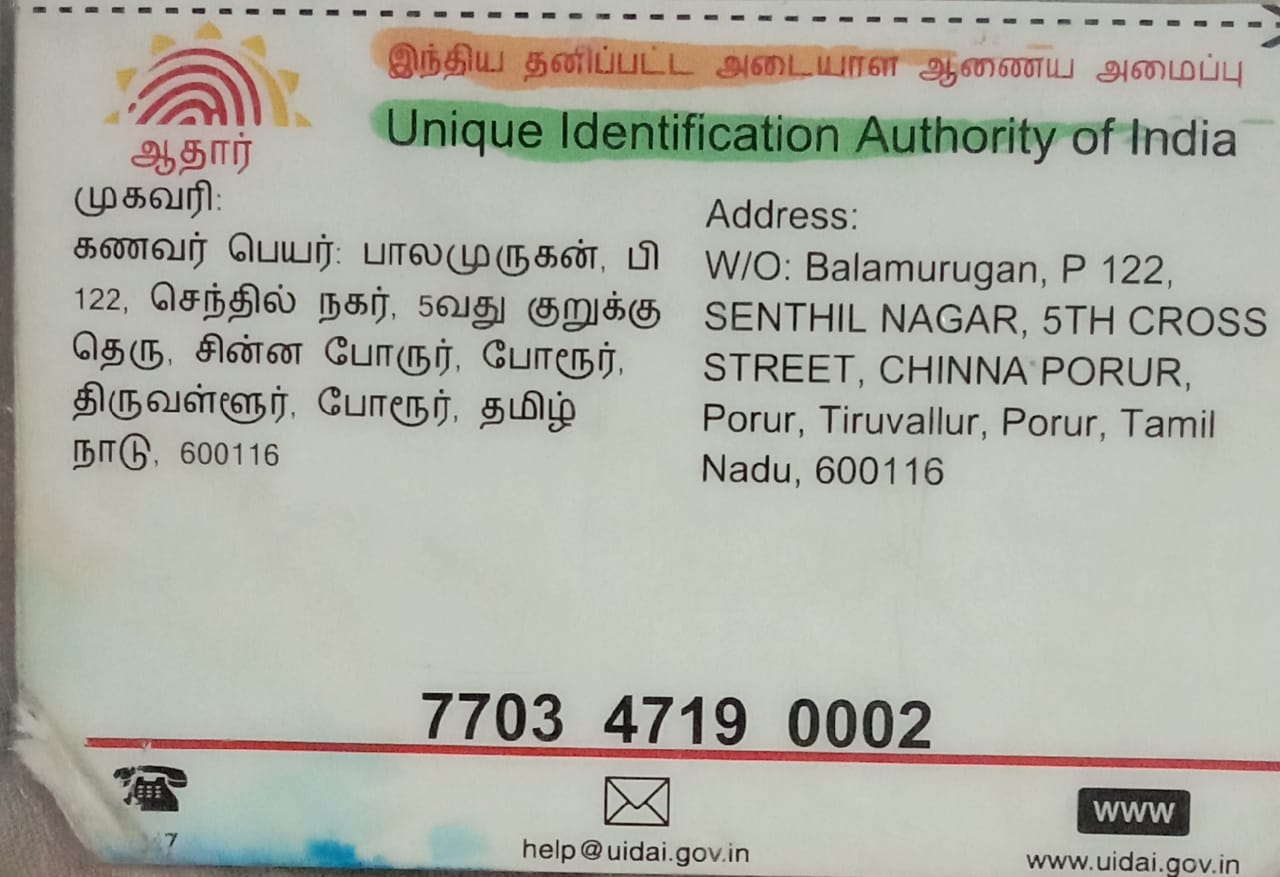 இந்திய தனிப்பட்ட அடையாள ஆணைய அமைப்பு
Unique Identification Authority of India
ஆதார்
முகவரி:
கணவர் பெயர்: பாலமுருகன், பி
122, செந்தில் நகர், 5வது குறுக்கு
தெரு, சின்ன போருர், போரூர்,
திருவள்ளூர், போரூர், தமிழ்
நாடு, 600116
Address:
W/O: Balamurugan, P 122,
SENTHIL NAGAR, 5TH CROSS
STREET, CHINNA PORUR,
Porur, Tiruvallur, Porur, Tamil
Nadu, 600116
7703 4719 0002
help@uidai.gov.in
WWW
www.uidai.gov.in